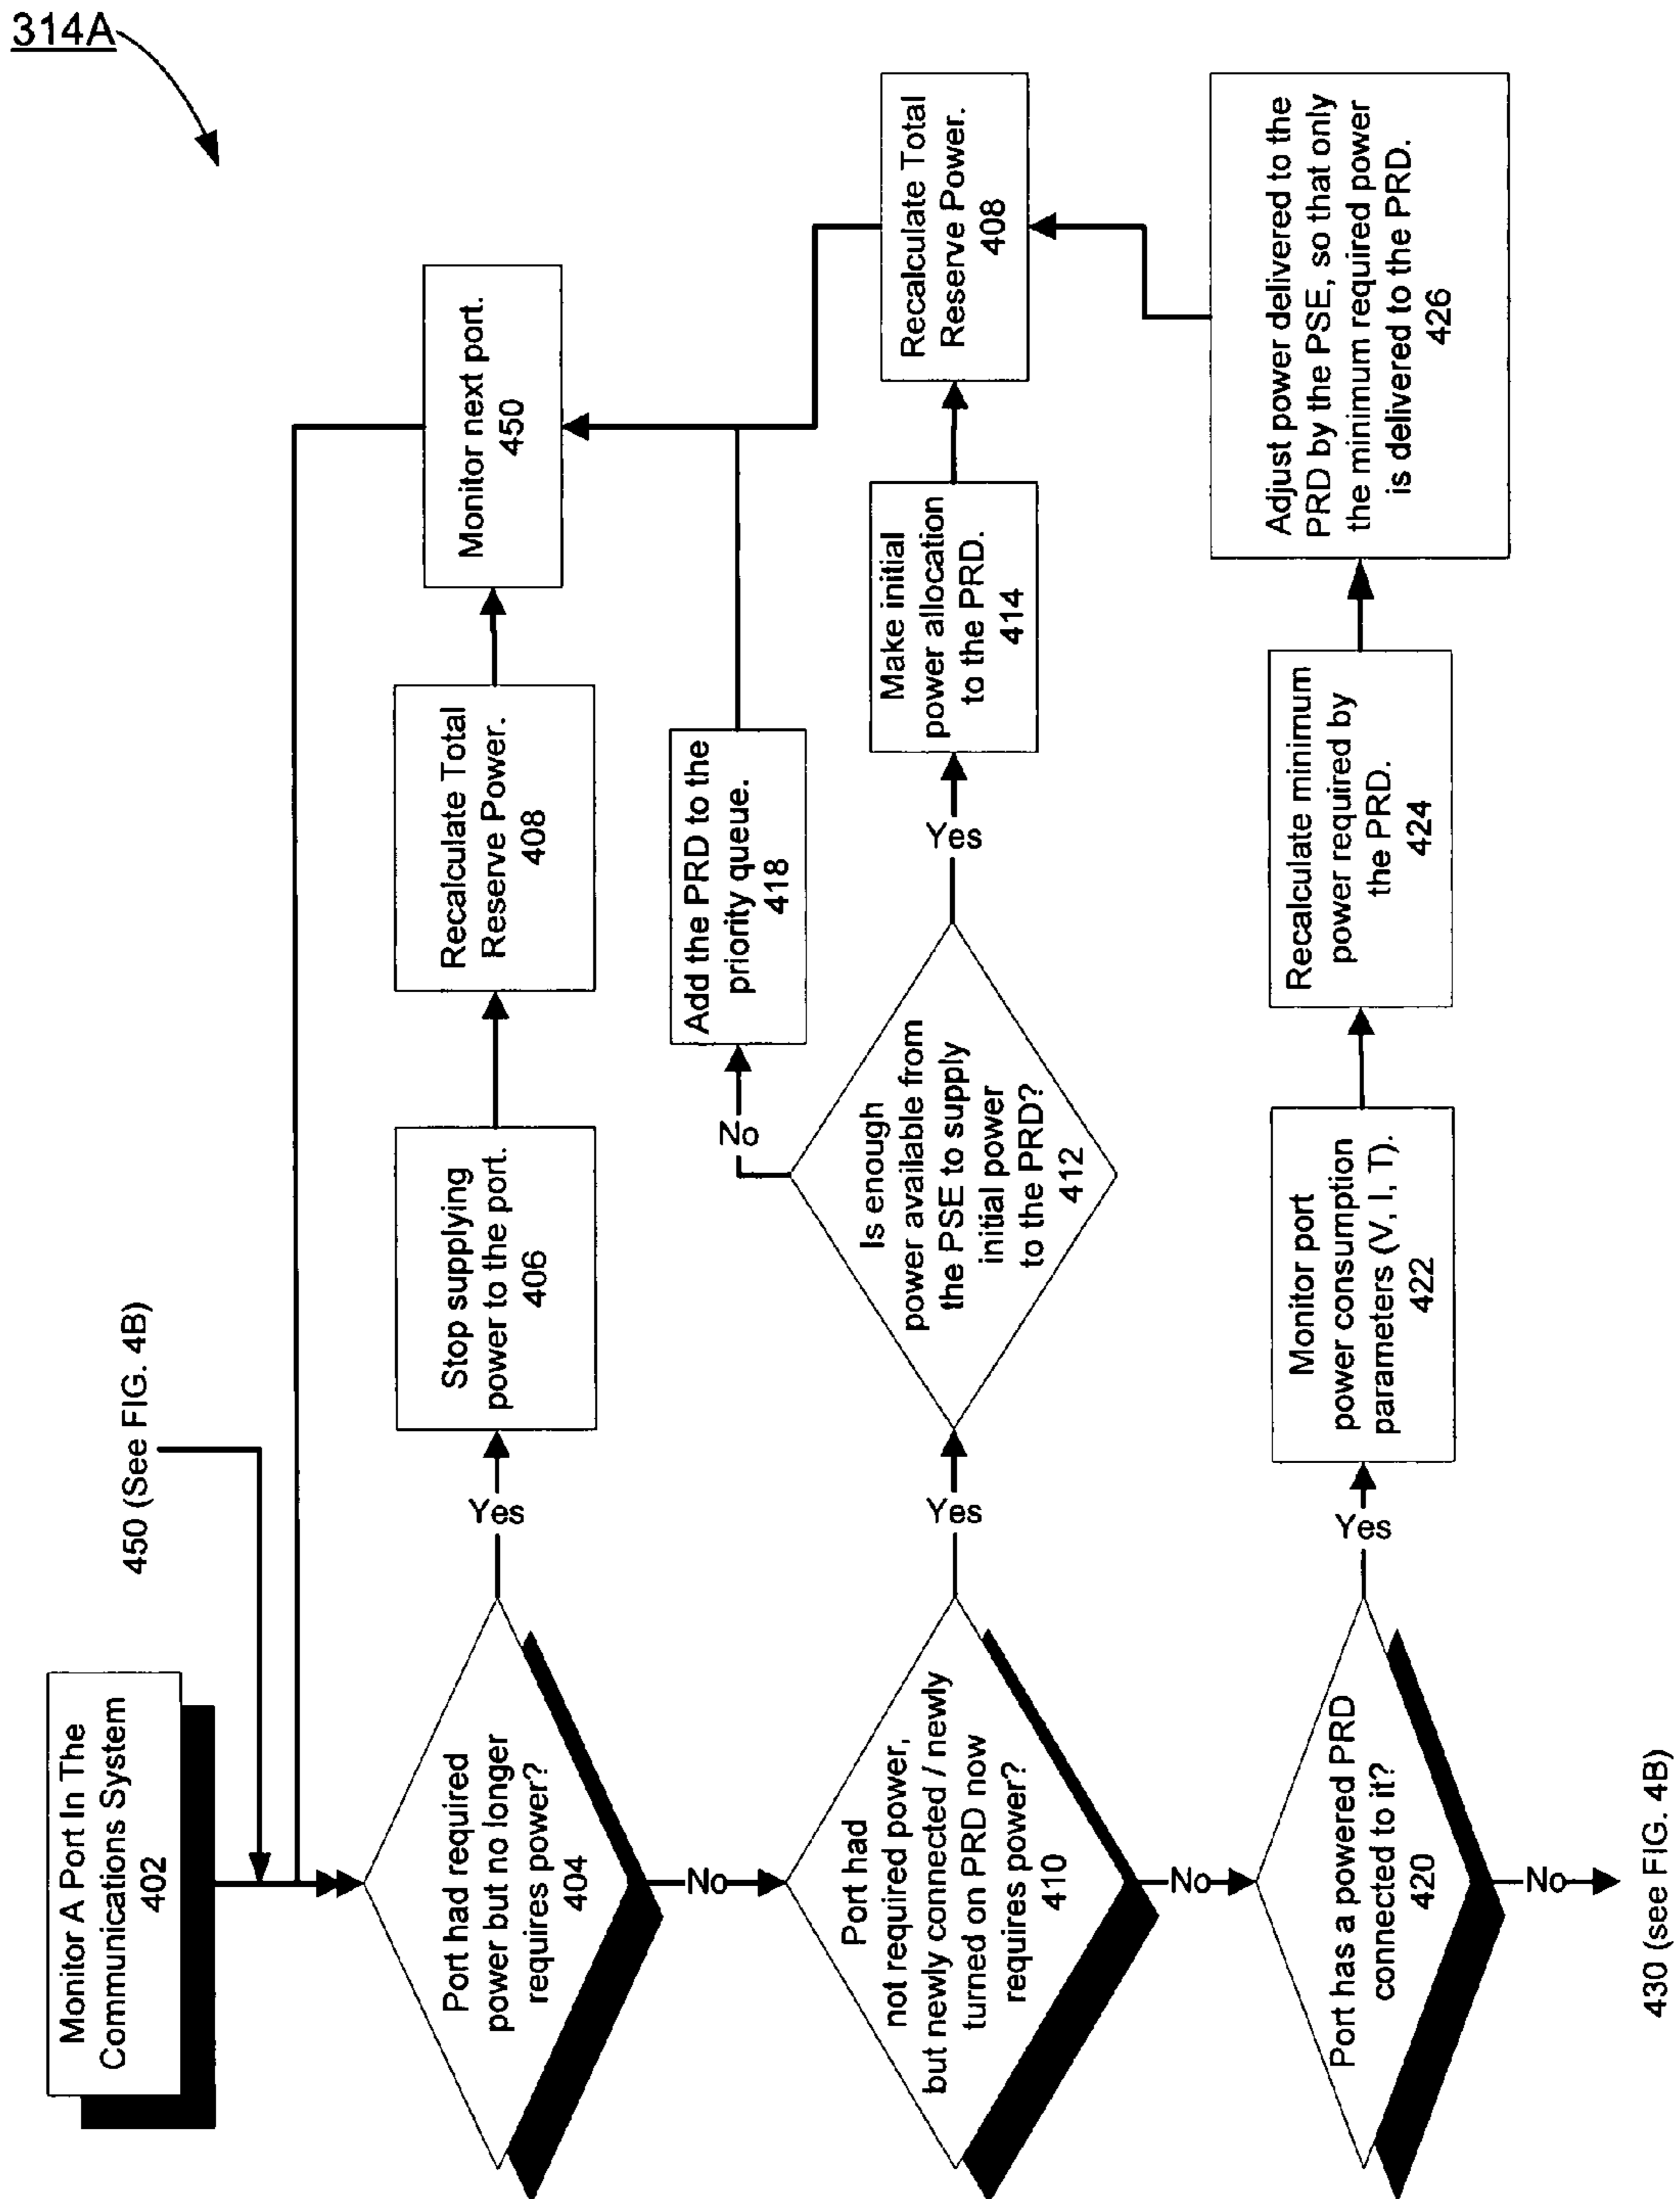 314A
Monitor A Port In The
Communications System
402
450 (See FIG. 4B)
Port had required
power but no longer
requires power?
404
Yes
Stop supplying
power to the port.
406
Recalculate Total
Reserve Power.
408
Monitor next port.
450
No
Port had
not required power,
but newly connected / newly
turned on PRD now
requires power?
410
Yes
Is enough
power available from
the PSE to supply
initial power
to the PRD?
412
No
Add the PRD to the
priority queue.
418
Yes
Make initial
power allocation
to the PRD.
414
Recalculate Total
Reserve Power.
408
No
Port has a powered PRD
connected to it?
420
Yes
Monitor port
power consumption
parameters (V, I, T).
422
Recalculate minimum
power required by
the PRD.
424
Adjust power delivered to the
PRD by the PSE, so that only
the minimum required power
is delivered to the PRD.
426
No
430 (see FIG. 4B)